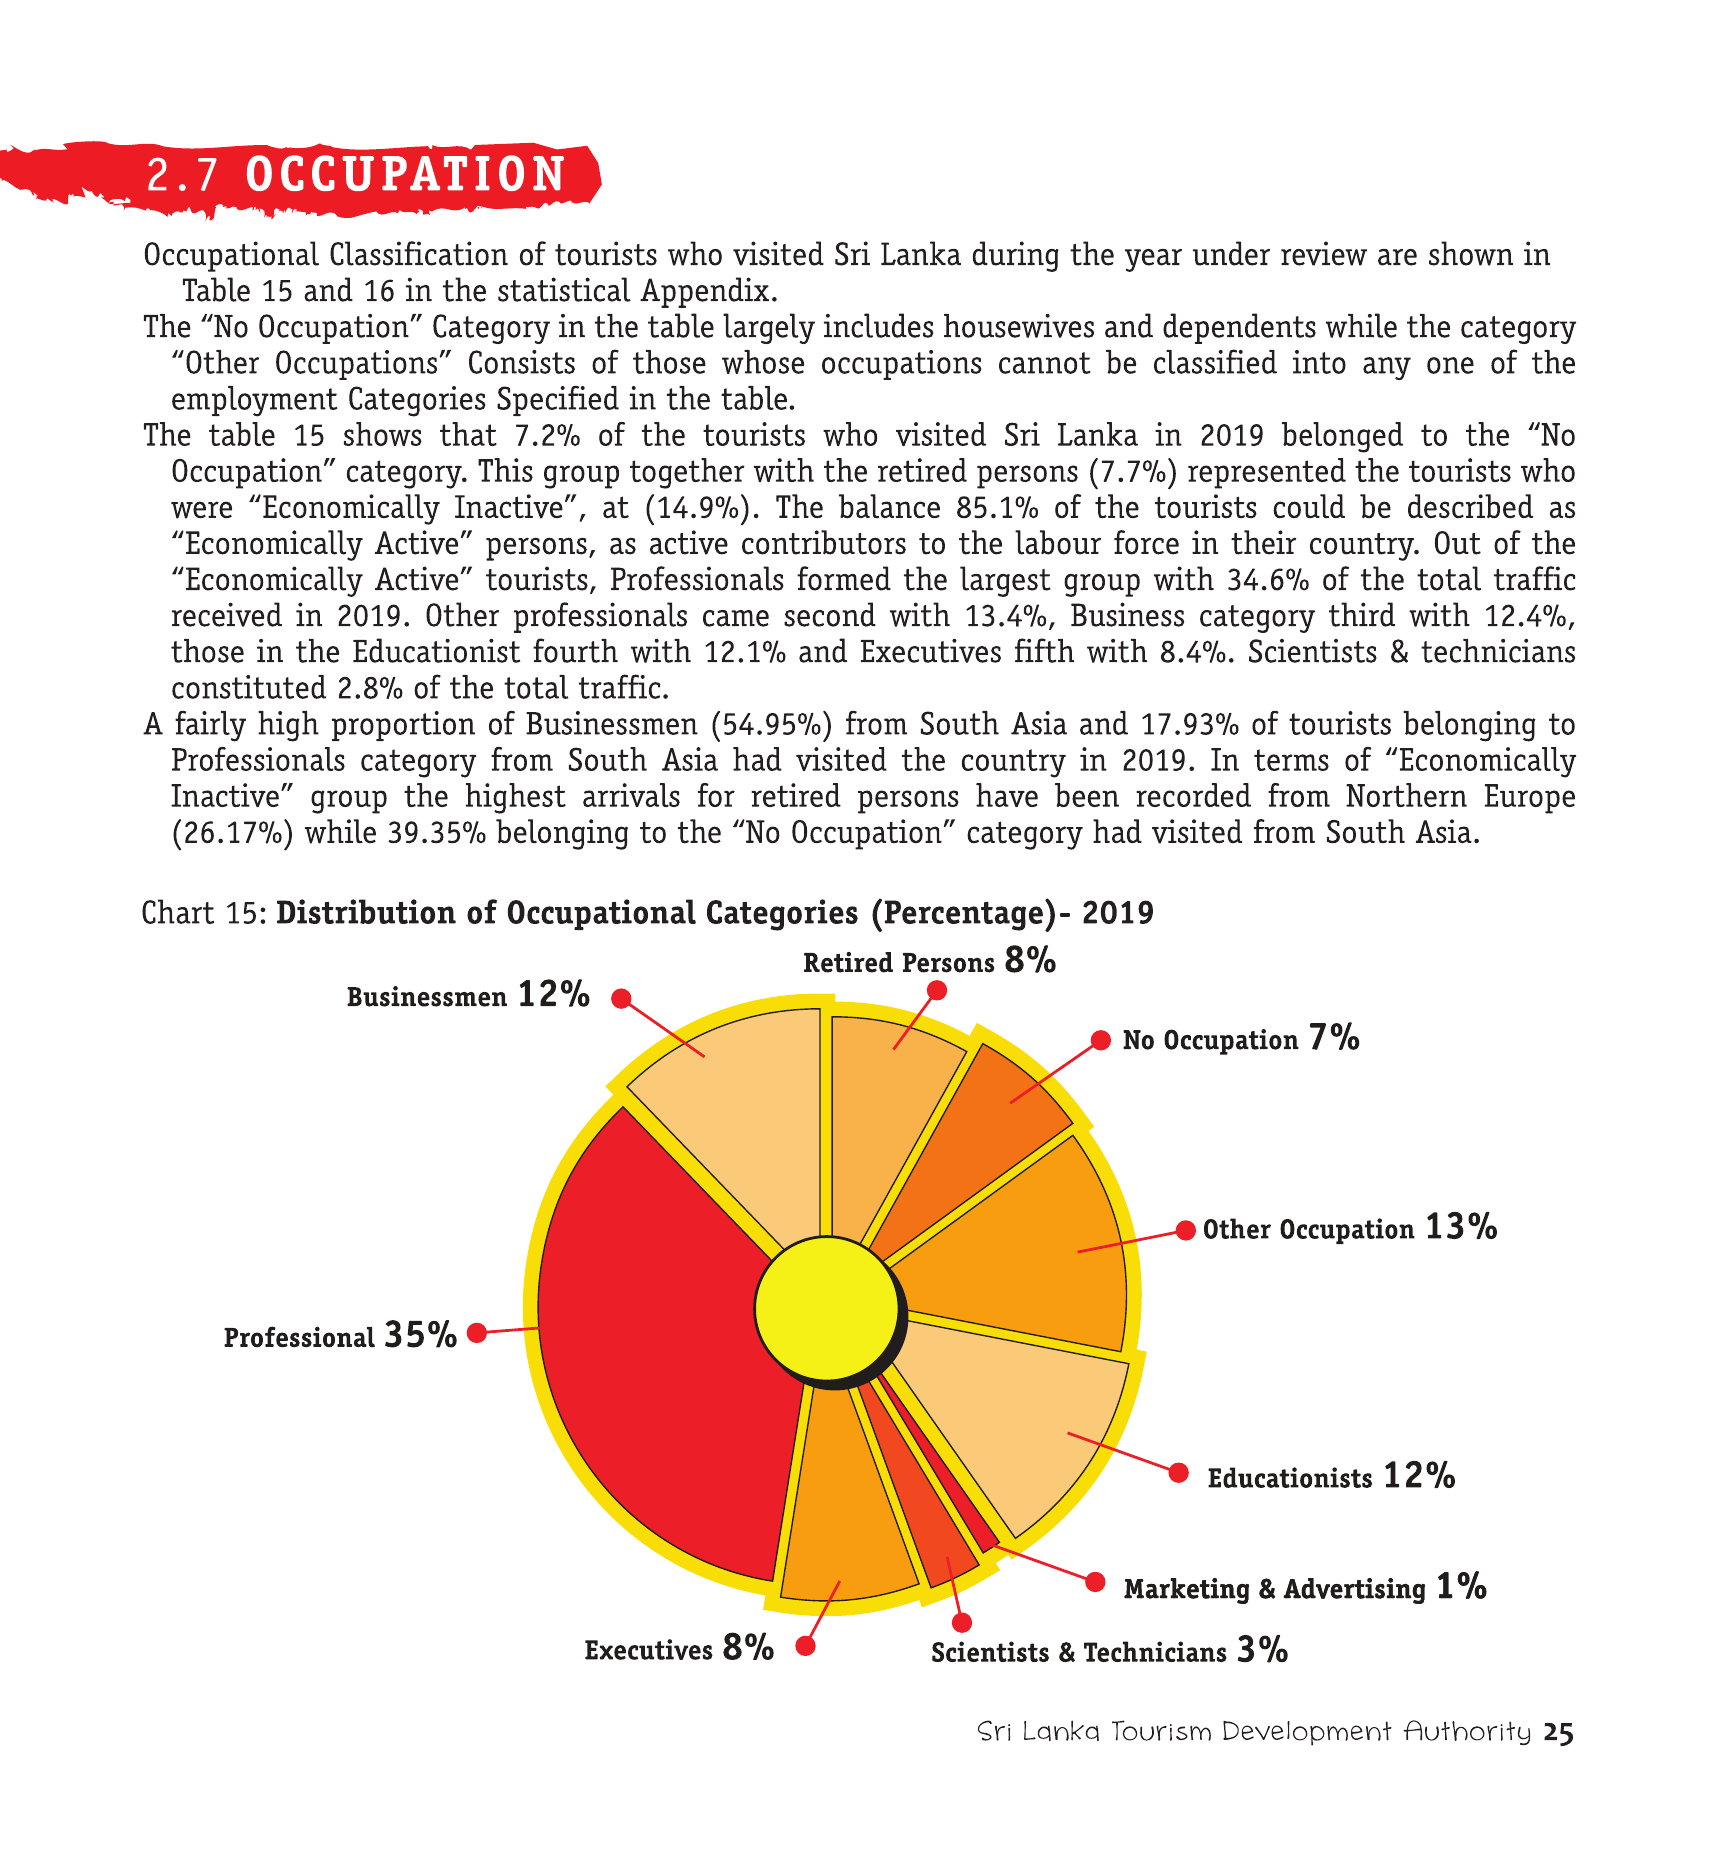 2.7 OCCUPATION
Occupational Classification of tourists who visited Sri Lanka during the year under review are shown in
Table 15 and 16 in the statistical Appendix.
The “No Occupation” Category in the table largely includes housewives and dependents while the category
“Other Occupations” Consists of those whose occupations cannot be classified into any one of the
employment Categories Specified in the table.
The table 15 shows that 7.2% of the tourists who visited Sri Lanka in 2019 belonged to the “No
Occupation” category. This group together with the retired persons (7.7%) represented the tourists who
were “Economically Inactive”, at (14.9%). The balance 85.1% of the tourists could be described as
“Economically Active” persons, as active contributors to the labour force in their country. Out of the
“Economically Active” tourists, Professionals formed the largest group with 34.6% of the total traffic
received in 2019. Other professionals came second with 13.4%, Business category third with 12.4%,
those in the Educationist fourth with 12.1% and Executives fifth with 8.4%. Scientists & technicians
constituted 2.8% of the total traffic.
A fairly high proportion of Businessmen (54.95%) from South Asia and 17.93% of tourists belonging to
Professionals category from South Asia had visited the country in 2019. In terms of “Economically
Inactive” group the highest arrivals for retired persons have been recorded from Northern Europe
(26.17%) while 39.35% belonging to the “No Occupation” category had visited from South Asia.
Chart 15: Distribution of Occupational Categories (Percentage)- 2019
Retired Persons 8%
Businessmen 12%
No Occupation 7%
Other Occupation 13%
Professional 35%
Educationists 12%
Marketing & Advertising 1%
Executives 8%
Scientists & Technicians 3%
Sri Lanka Tourism Development Authority 25